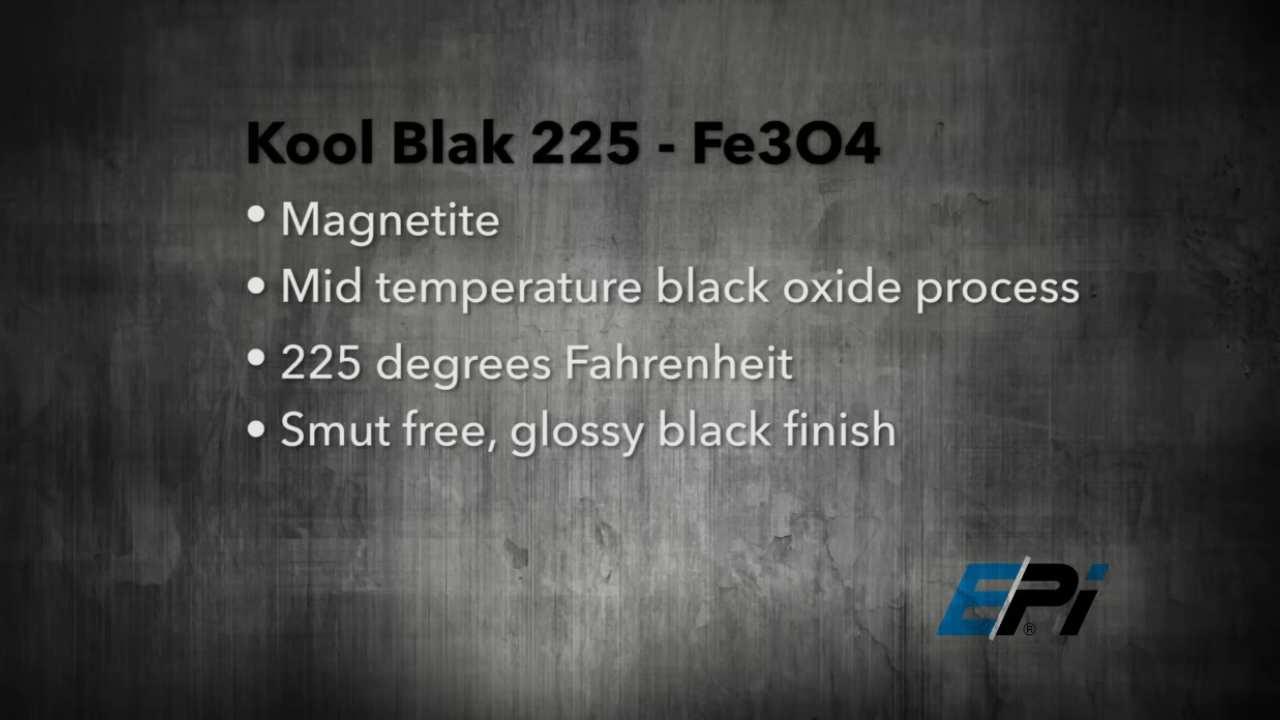 Kool Blak 225 - Fe3O4
• Magnetite
• Mid temperature black oxide process
• 225 degrees Fahrenheit
• Smut free, glossy black finish
EPi
®